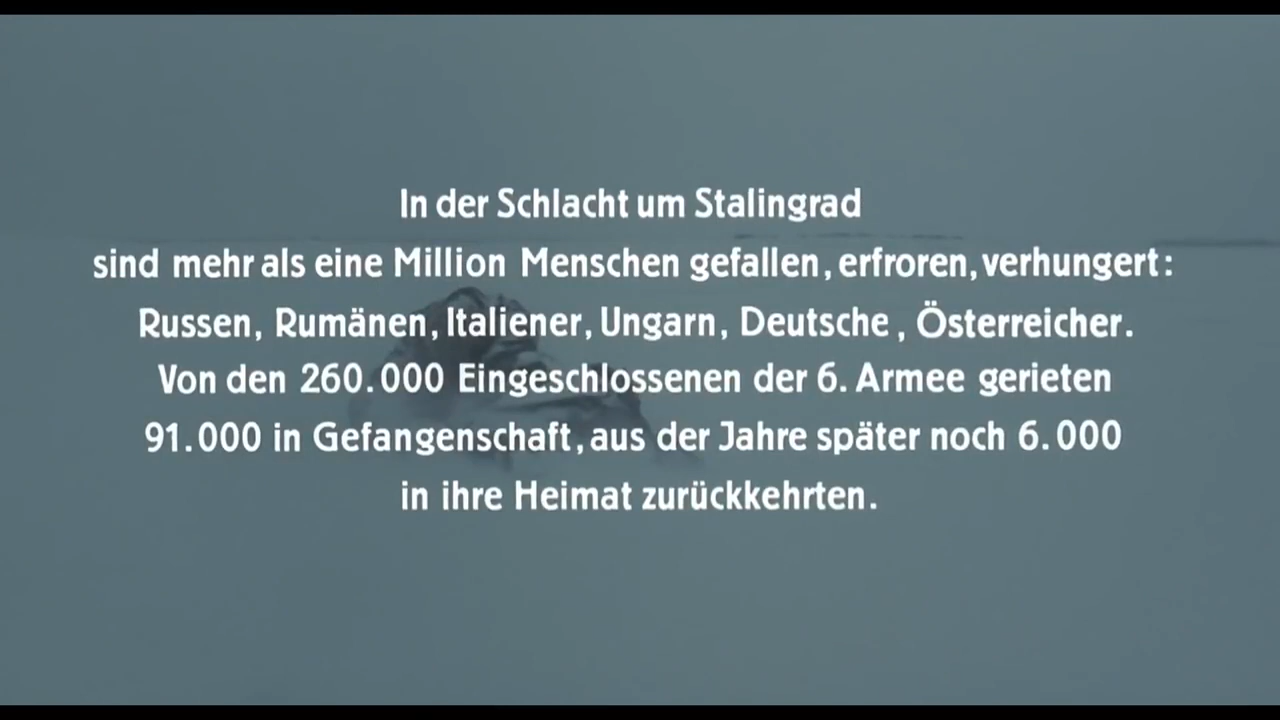 In der Schlacht um Stalingrad
sind mehr als eine Million Menschen gefallen, erfroren, verhungert:
Russen, Rumänen, Italiener, Ungarn, Deutsche, Österreicher.
Von den 260.000 Eingeschlossenen der 6. Armee gerieten
91.000 in Gefangenschaft, aus der Jahre später noch 6.000
in ihre Heimat zurückkehrten.